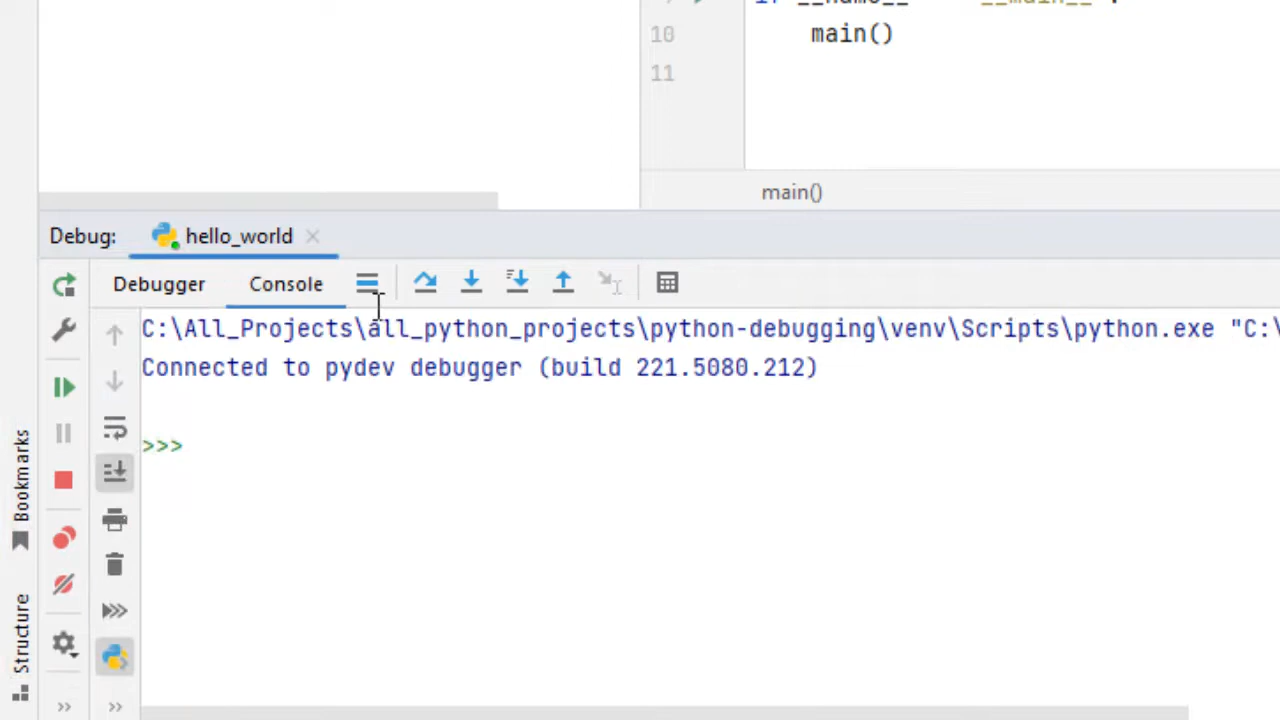 10 main()
11
main()
Debug: hello_world
Debugger Console
C:\All_Projects\all_python_projects\python-debugging\venv\Scripts\python.exe "C:\
Connected to pydev debugger (build 221.5080.212)
>>>
Bookmarks
Structure